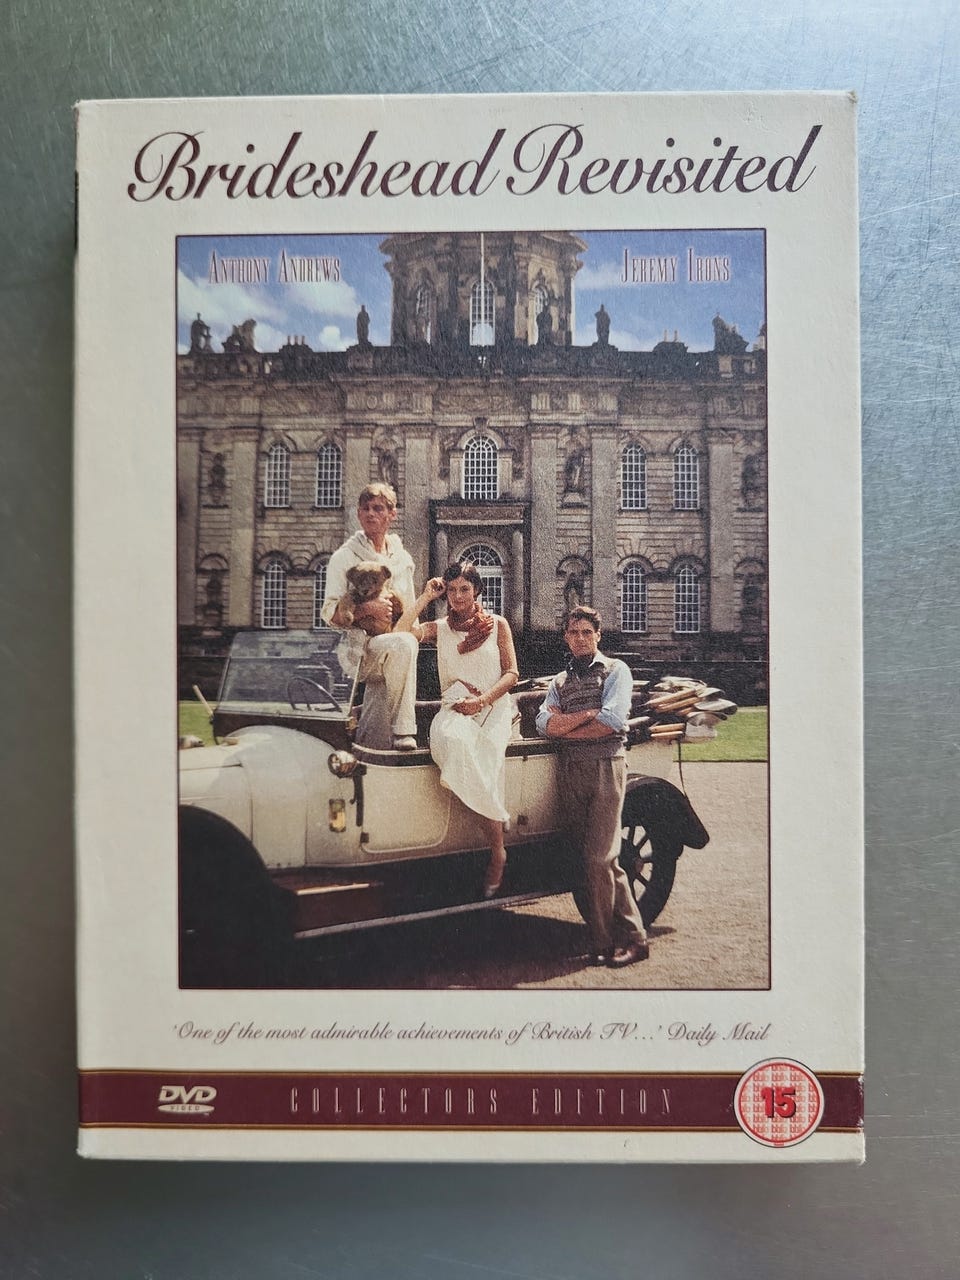 Brideshead Revisited
ANTHONY ANDREWS
JEREMY IRONS
'One of the most admirable achievements of British TV...' Daily Mail
DVD
VIDEO
COLLECTORS EDITION
15